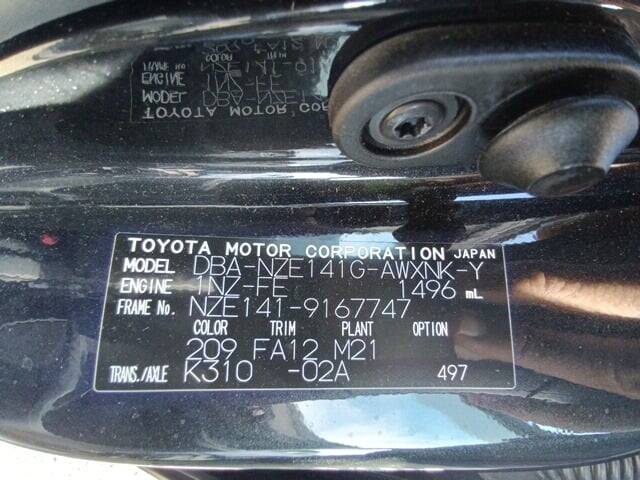 TOYOTA MOTOR CORPORATION JAPAN
MODEL DBA-NZE141G-AWXNK-Y
ENGINE 1NZ-FE 1496 mL
FRAME No. NZE141-9167747
COLOR TRIM PLANT OPTION
209 FA12 M21
TRANS./AXLE K310 -02A 497